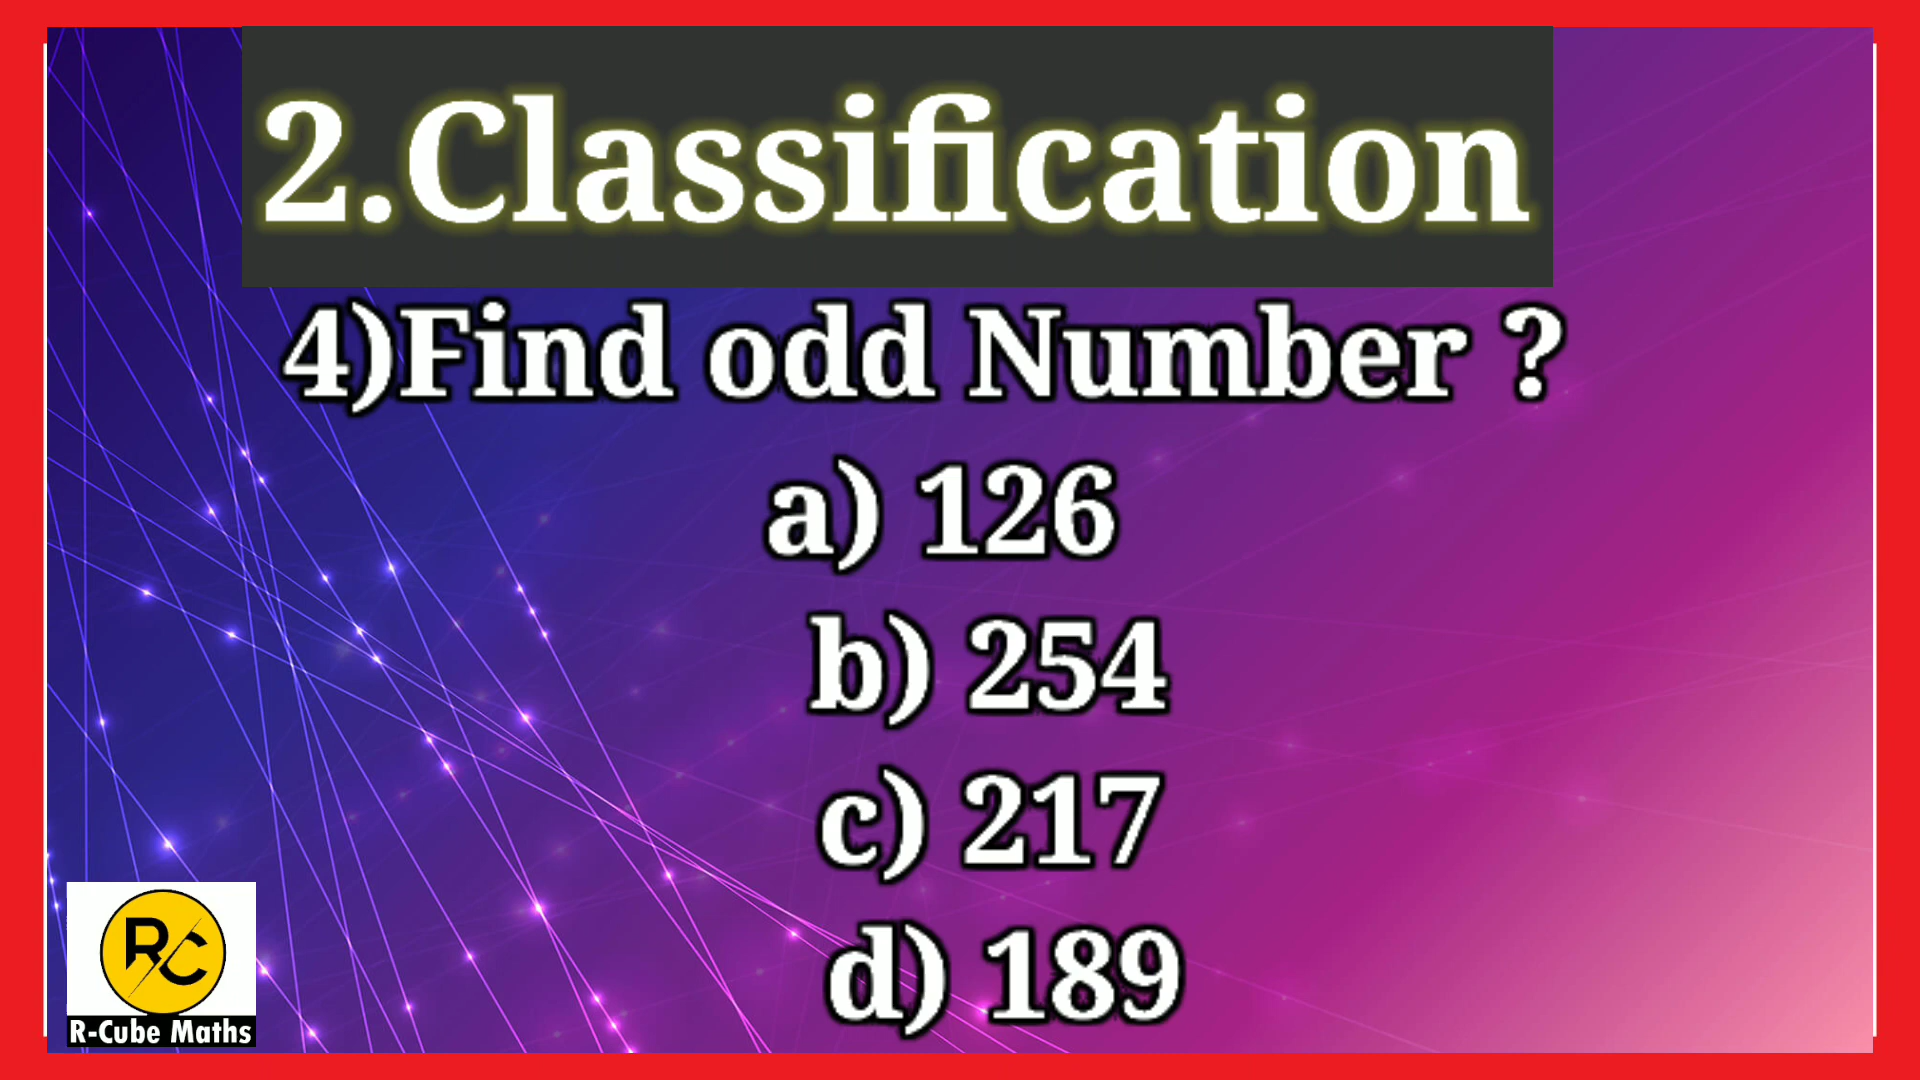 2.Classification
4)Find odd Number ?
a) 126
b) 254
c) 217
d) 189
RC
R-Cube Maths